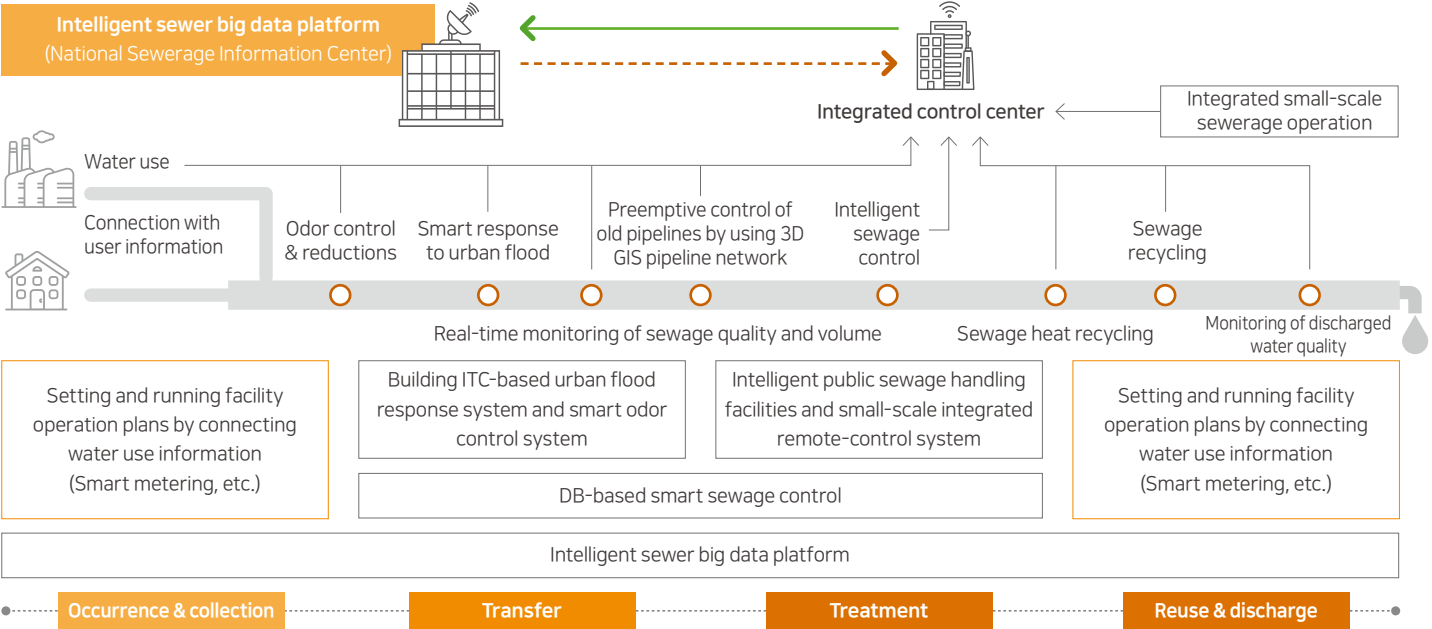 Intelligent sewer big data platform
(National Sewerage Information Center)
Integrated control center
Integrated small-scale
sewerage operation
Water use
Connection with
user information
Odor control
& reductions
Smart response
to urban flood
Preemptive control of
old pipelines by using 3D
GIS pipeline network
Intelligent
sewage
control
Sewage
recycling
Real-time monitoring of sewage quality and volume
Sewage heat recycling
Monitoring of discharged
water quality
Setting and running facility
operation plans by connecting
water use information
(Smart metering, etc.)
Building ITC-based urban flood
response system and smart odor
control system
Intelligent public sewage handling
facilities and small-scale integrated
remote-control system
Setting and running facility
operation plans by connecting
water use information
(Smart metering, etc.)
DB-based smart sewage control
Intelligent sewer big data platform
Occurrence & collection
Transfer
Treatment
Reuse & discharge